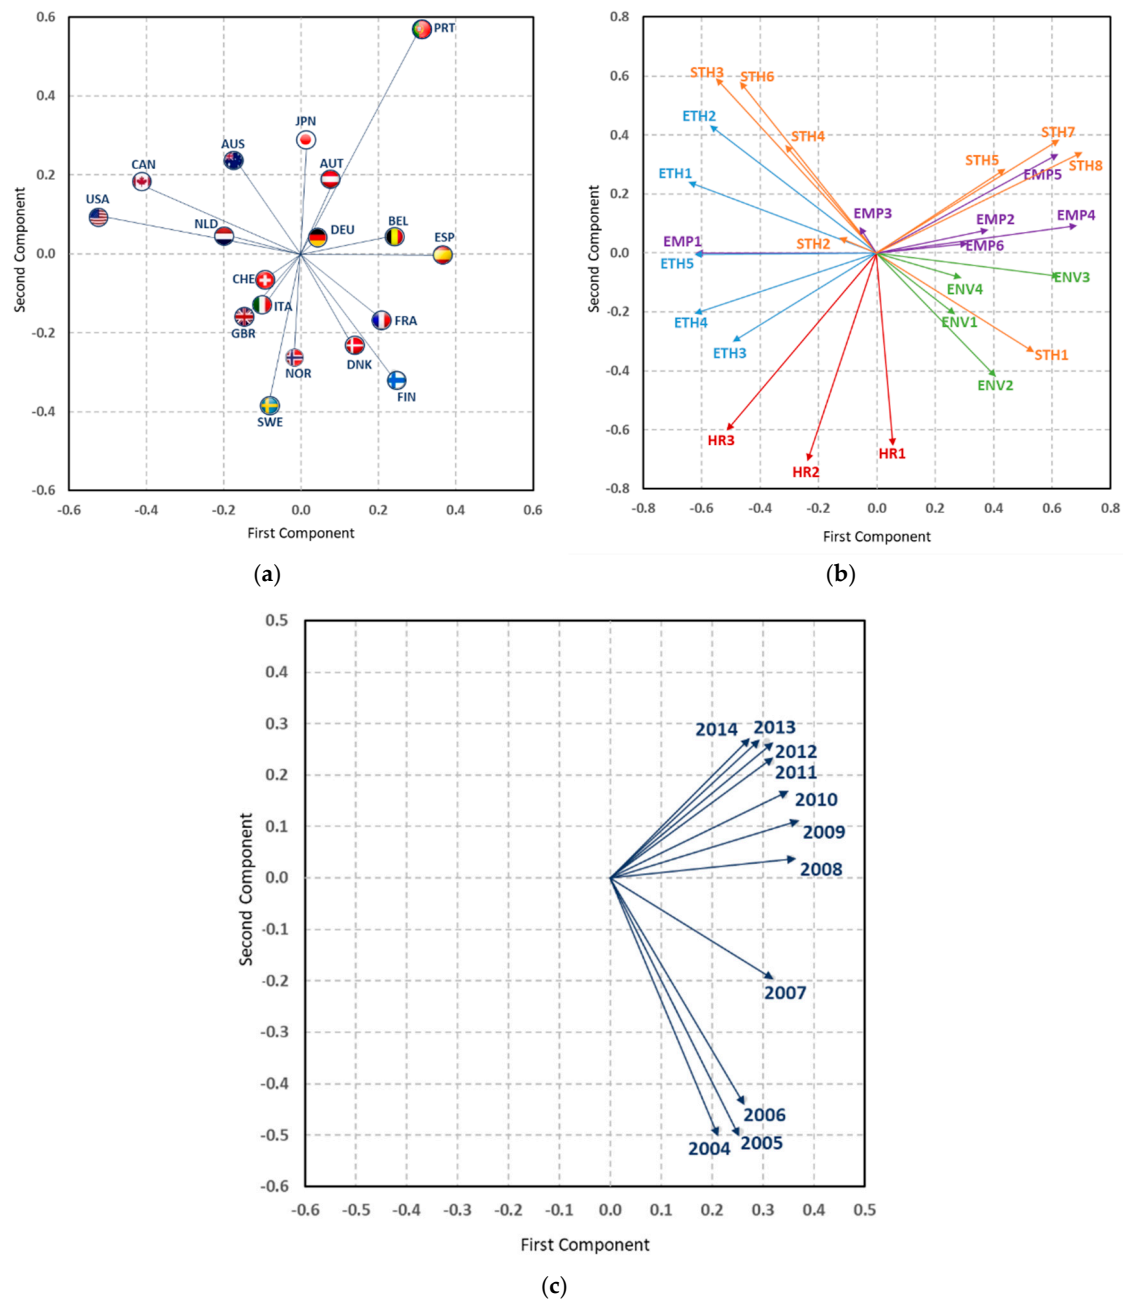 0.6
0.4
0.2
0.0
-0.2
-0.4
-0.6
Second Component
PRT
JPN
AUS
AUT
CAN
USA
NLD
DEU
BEL
ESP
CHE
ITA
GBR
FRA
NOR
DNK
FIN
SWE
-0.6 -0.4 -0.2 0.0 0.2 0.4 0.6
First Component
(a)
0.8
0.6
0.4
0.2
0.0
-0.2
-0.4
-0.6
-0.8
Second Component
STH3 STH6
ETH2
STH4
STH7
STH5 STH8
ETH1
EMP5
EMP3
EMP2 EMP4
EMP1
STH2
EMP6
ETH5
ENV3
ENV4
ETH4
ENV1
ETH3
STH1
ENV2
HR3
HR2
HR1
-0.8 -0.6 -0.4 -0.2 0.0 0.2 0.4 0.6 0.8
First Component
(b)
0.5
0.4
0.3
0.2
0.1
0.0
-0.1
-0.2
-0.3
-0.4
-0.5
-0.6
Second Component
2014 2013
2012
2011
2010
2009
2008
2007
2006
2004 2005
-0.6 -0.5 -0.4 -0.3 -0.2 -0.1 0.0 0.1 0.2 0.3 0.4 0.5
First Component
(c)